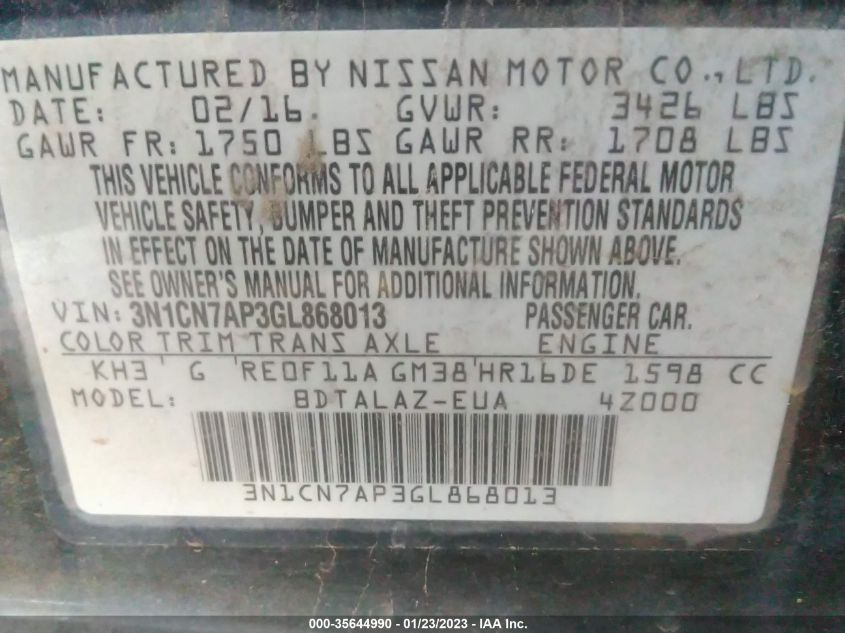 MANUFACTURED BY NISSAN MOTOR CO., LTD.
DATE: 02/16. GVWR: 3426 LBS
GAWR FR: 1750 LBS GAWR RR: 1708 LBS
THIS VEHICLE CONFORMS TO ALL APPLICABLE FEDERAL MOTOR
VEHICLE SAFETY, BUMPER AND THEFT PREVENTION STANDARDS
IN EFFECT ON THE DATE OF MANUFACTURE SHOWN ABOVE.
SEE OWNER'S MANUAL FOR ADDITIONAL INFORMATION.
VIN: 3N1CN7AP3GL868013 PASSENGER CAR.
COLOR TRIM TRANS AXLE ENGINE
KH3 G RE0F11A GM38 HR16DE 1598 CC
MODEL: BDTALAZ-EUA 4Z000
3N1CN7AP3GL868013
000-35644990 - 01/23/2023 - IAA Inc.